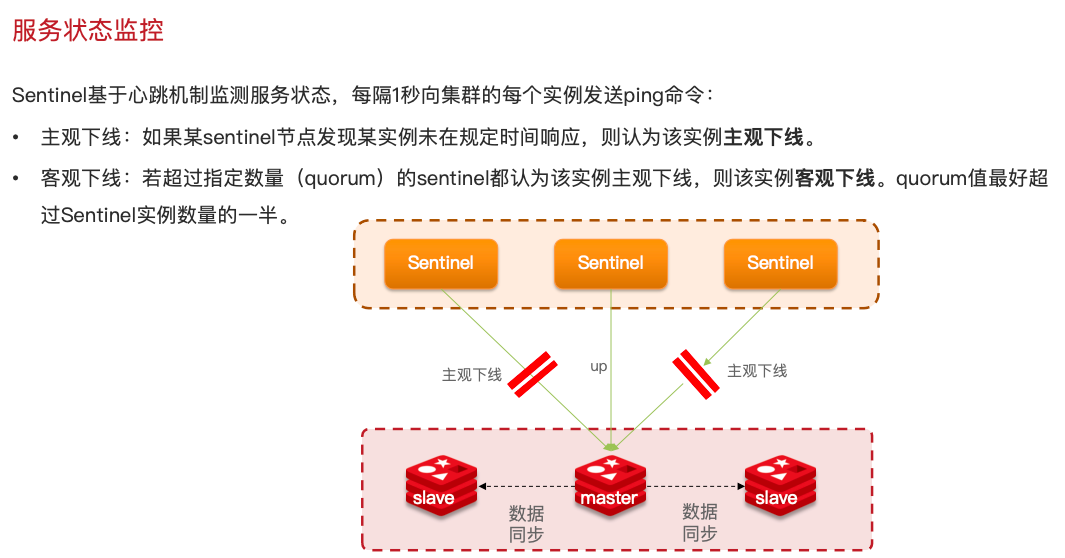 服务状态监控
Sentinel基于心跳机制监测服务状态，每隔1秒向集群的每个实例发送ping命令：
• 主观下线：如果某sentinel节点发现某实例未在规定时间响应，则认为该实例主观下线。
• 客观下线：若超过指定数量（quorum）的sentinel都认为该实例主观下线，则该实例客观下线。quorum值最好超
过Sentinel实例数量的一半。
Sentinel
Sentinel
Sentinel
主观下线
up
主观下线
slave
master
slave
数据
同步
数据
同步